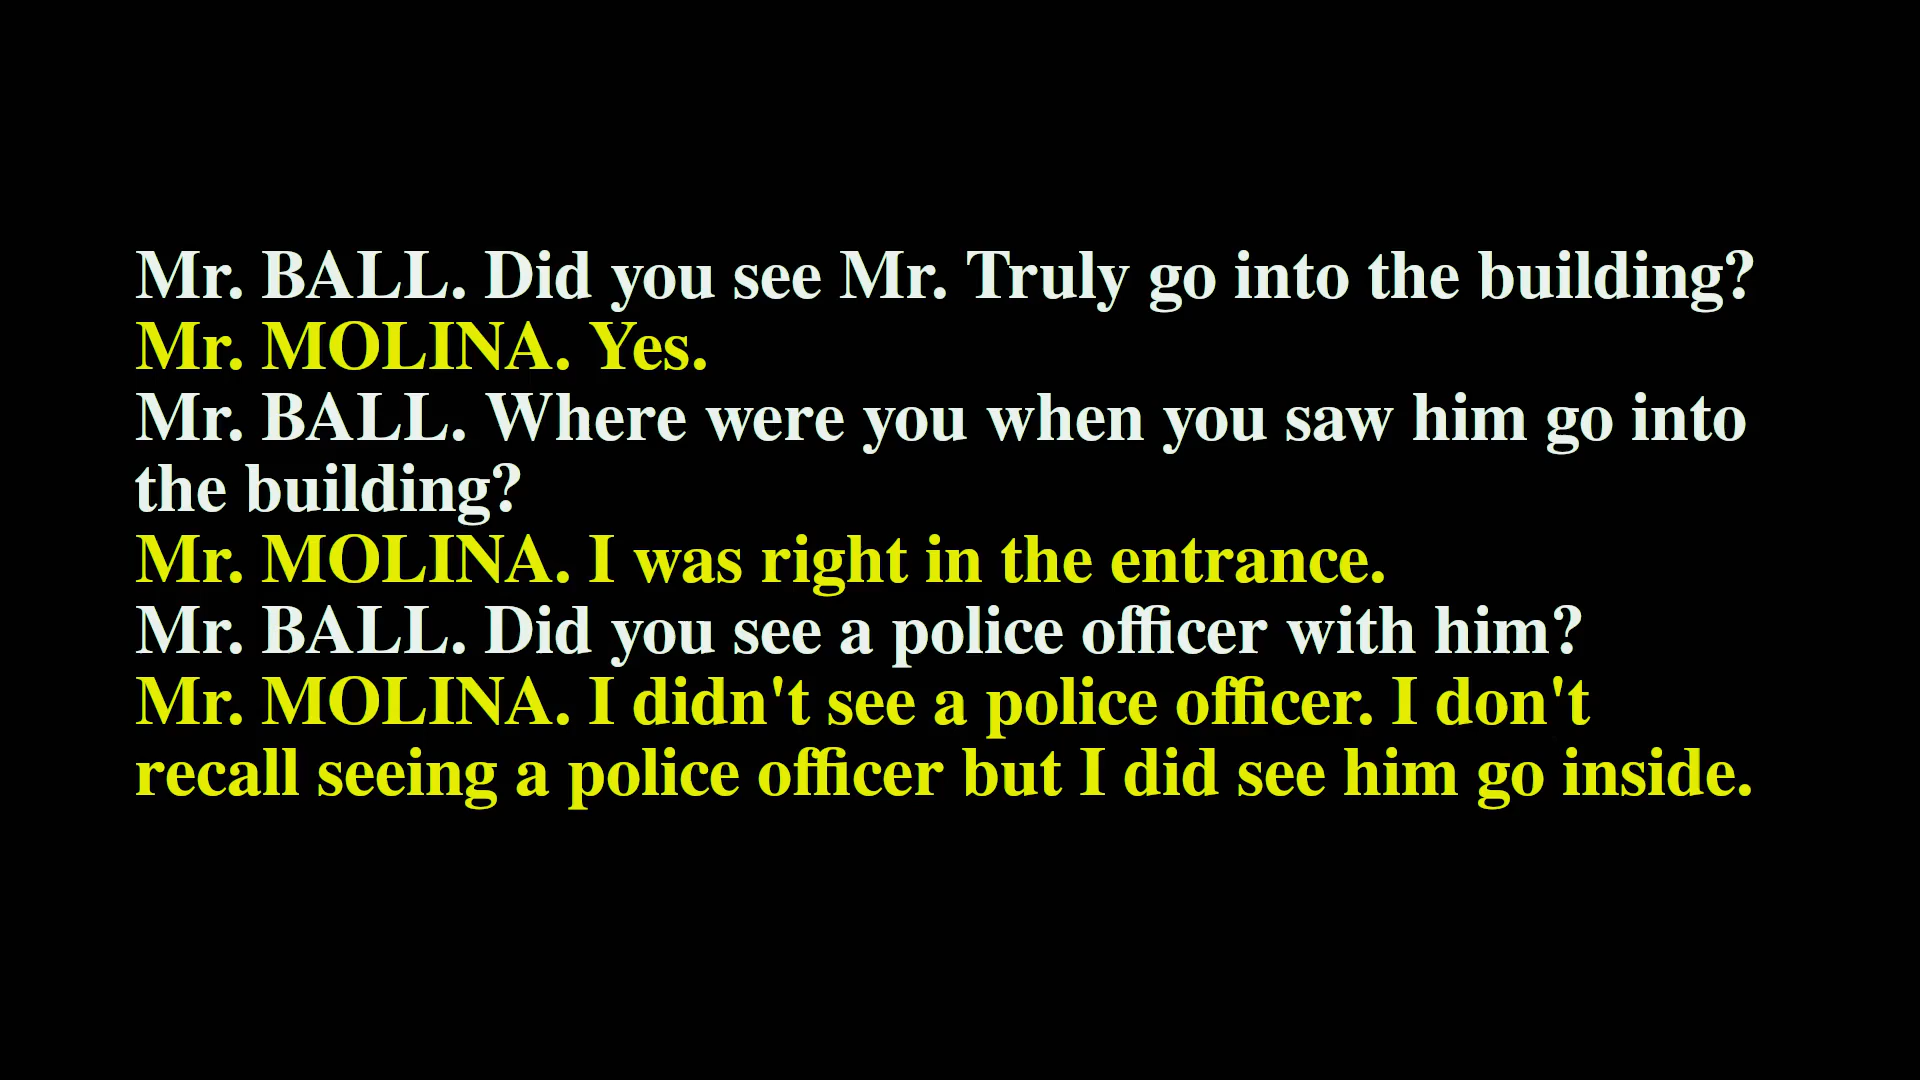 Mr. BALL. Did you see Mr. Truly go into the building?
Mr. MOLINA. Yes.
Mr. BALL. Where were you when you saw him go into
the building?
Mr. MOLINA. I was right in the entrance.
Mr. BALL. Did you see a police officer with him?
Mr. MOLINA. I didn't see a police officer. I don't
recall seeing a police officer but I did see him go inside.